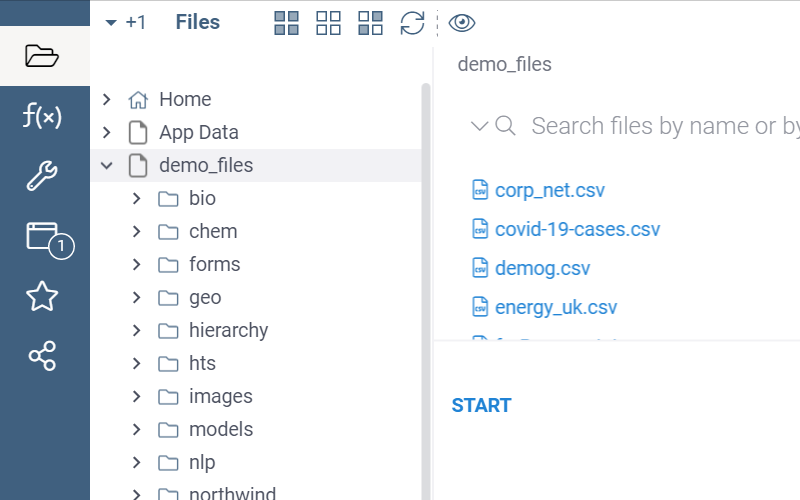 +1 Files
f(x)
1
Home
App Data
demo_files
bio
chem
forms
geo
hierarchy
hts
images
models
nlp
northwind
demo_files
Search files by name or by
corp_net.csv
covid-19-cases.csv
demog.csv
energy_uk.csv
START